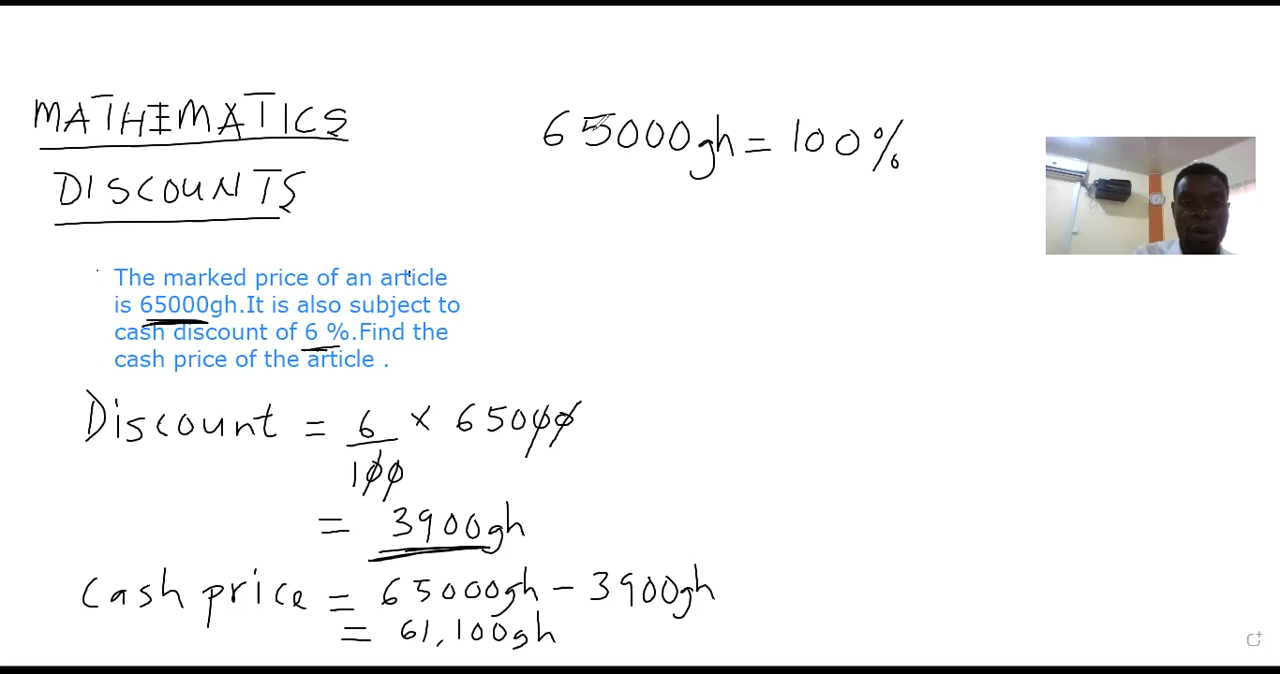 MATHEMATICS
DISCOUNTS
65000gh = 100%
The marked price of an article
is 65000gh.It is also subject to
cash discount of 6 %.Find the
cash price of the article .
Discount = 6/100 × 65000
= 3900gh
Cash price = 65000gh - 3900gh
= 61,100gh